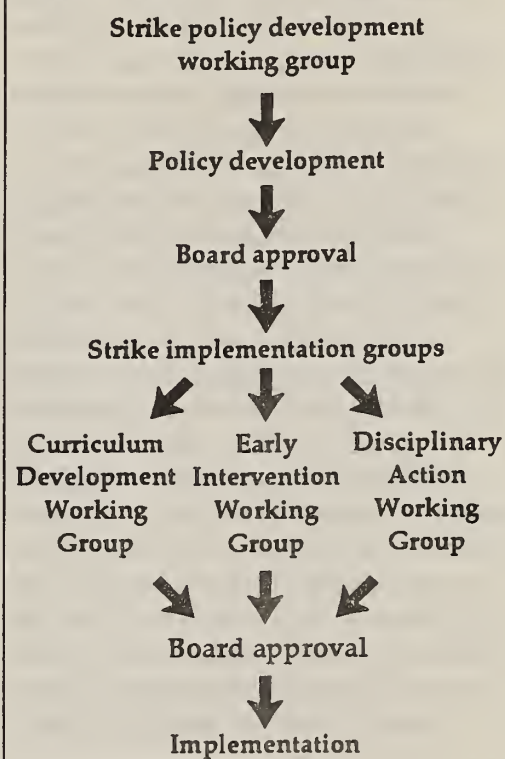 Strike policy development
working group
Policy development
Board approval
Strike implementation groups
Curriculum
Development
Working
Group
Early
Intervention
Working
Group
Disciplinary
Action
Working
Group
Board approval
Implementation